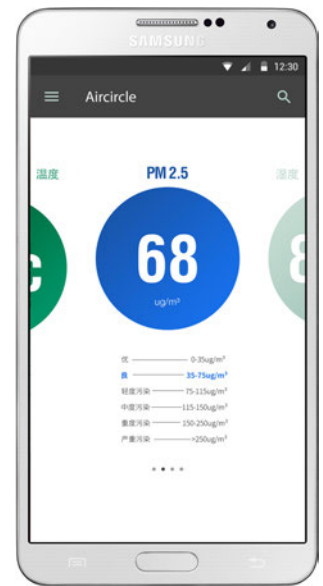 SAMSUNG
12:30
Aircircle
温度
PM 2.5
湿度
C
68
8
ug/m³
优 0-35ug/m³
良 35-75ug/m³
轻度污染 75-115ug/m³
中度污染 115-150ug/m³
重度污染 150-250ug/m³
严重污染 >250ug/m³